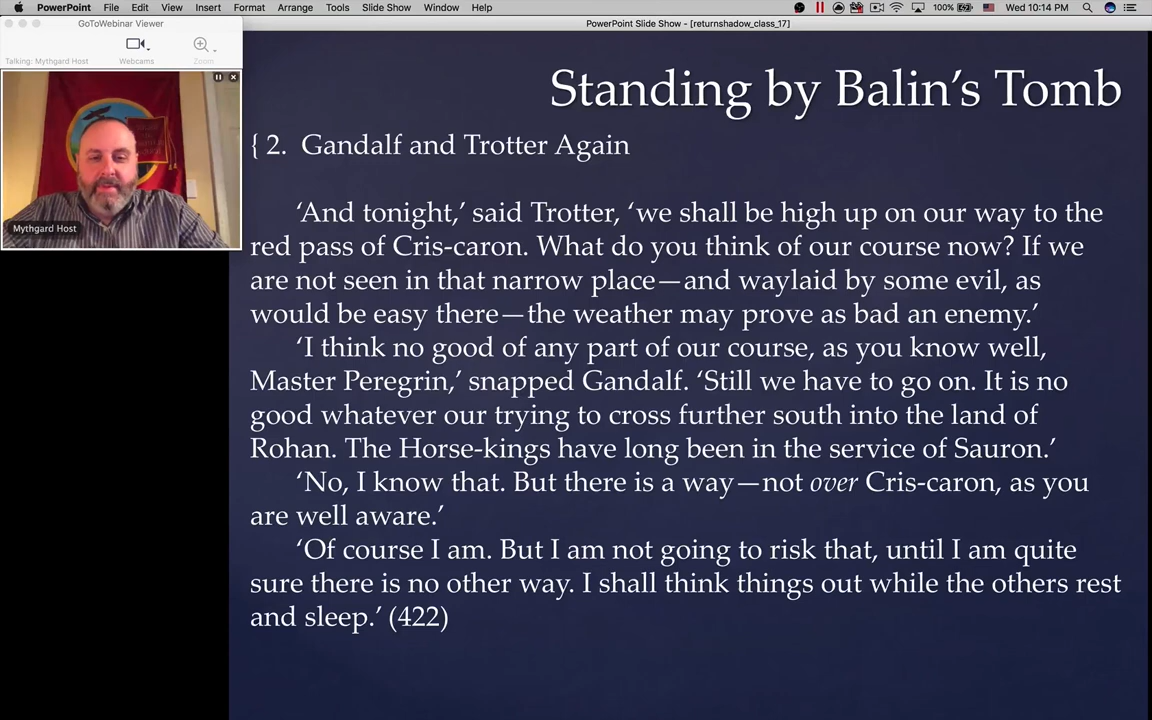 PowerPoint File Edit View Insert Format Arrange Tools Slide Show Window Help 100% Wed 10:14 PM
GoToWebinar Viewer
PowerPoint Slide Show - [returnshadow_class_17]
Talking: Mythgard Host Webcams Zoom
Mythgard Host
Standing by Balin’s Tomb
{ 2. Gandalf and Trotter Again
‘And tonight,’ said Trotter, ‘we shall be high up on our way to the
red pass of Cris-caron. What do you think of our course now? If we
are not seen in that narrow place—and waylaid by some evil, as
would be easy there—the weather may prove as bad an enemy.’
‘I think no good of any part of our course, as you know well,
Master Peregrin,’ snapped Gandalf. ‘Still we have to go on. It is no
good whatever our trying to cross further south into the land of
Rohan. The Horse-kings have long been in the service of Sauron.’
‘No, I know that. But there is a way—not over Cris-caron, as you
are well aware.’
‘Of course I am. But I am not going to risk that, until I am quite
sure there is no other way. I shall think things out while the others rest
and sleep.’ (422)